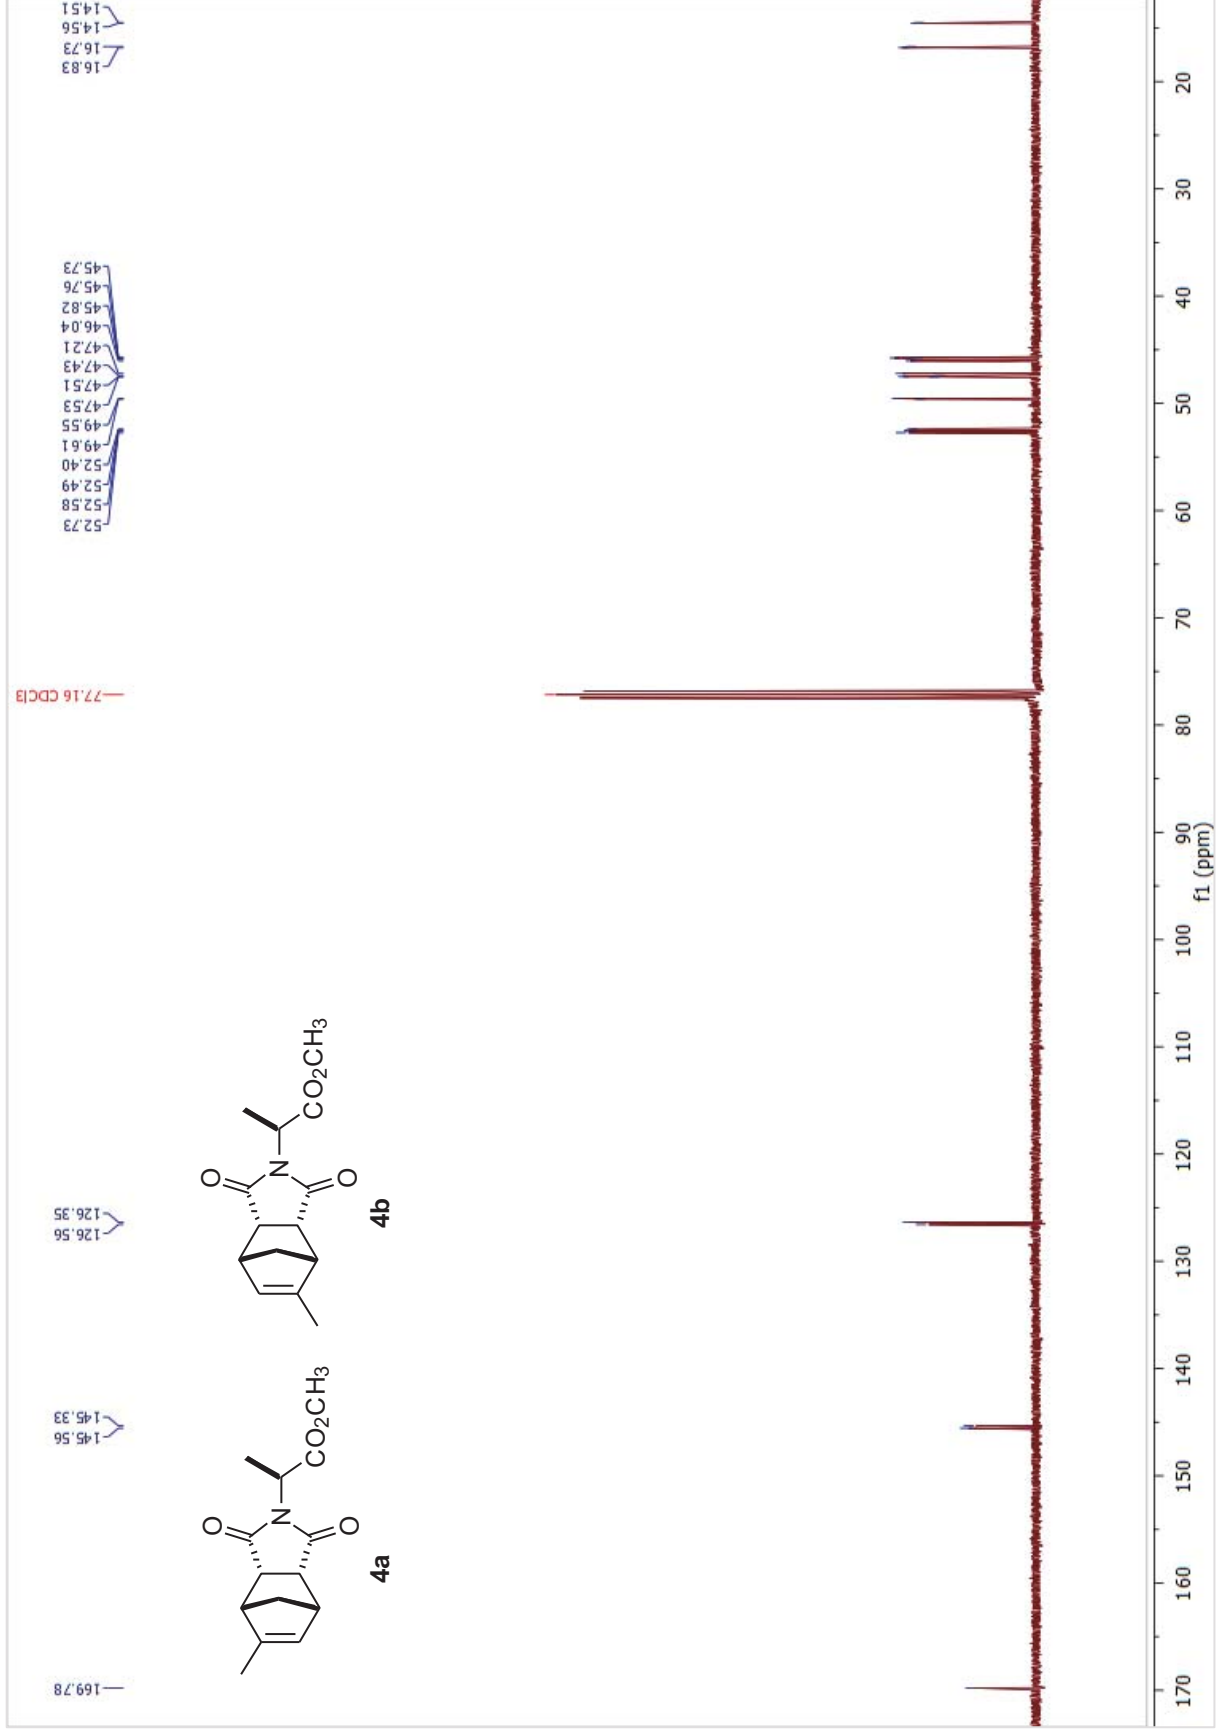 169.78
145.56
145.33
126.56
126.35
77.16 CDCl3
52.73
52.58
52.49
52.40
49.61
49.55
47.53
47.51
47.43
47.21
46.04
45.82
45.76
45.73
16.83
16.73
14.56
14.51
O
N
O
CO₂CH₃
4a
O
N
O
CO₂CH₃
4b
170 160 150 140 130 120 110 100 90 80 70 60 50 40 30 20
f1 (ppm)